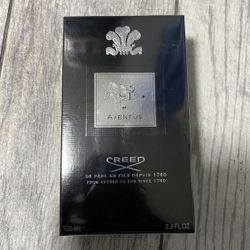 AVENTUS
CREED
DE PÈRE EN FILS DEPUIS 1760
FROM FATHER TO SON SINCE 1760
100 ML 3.3 FL.OZ.